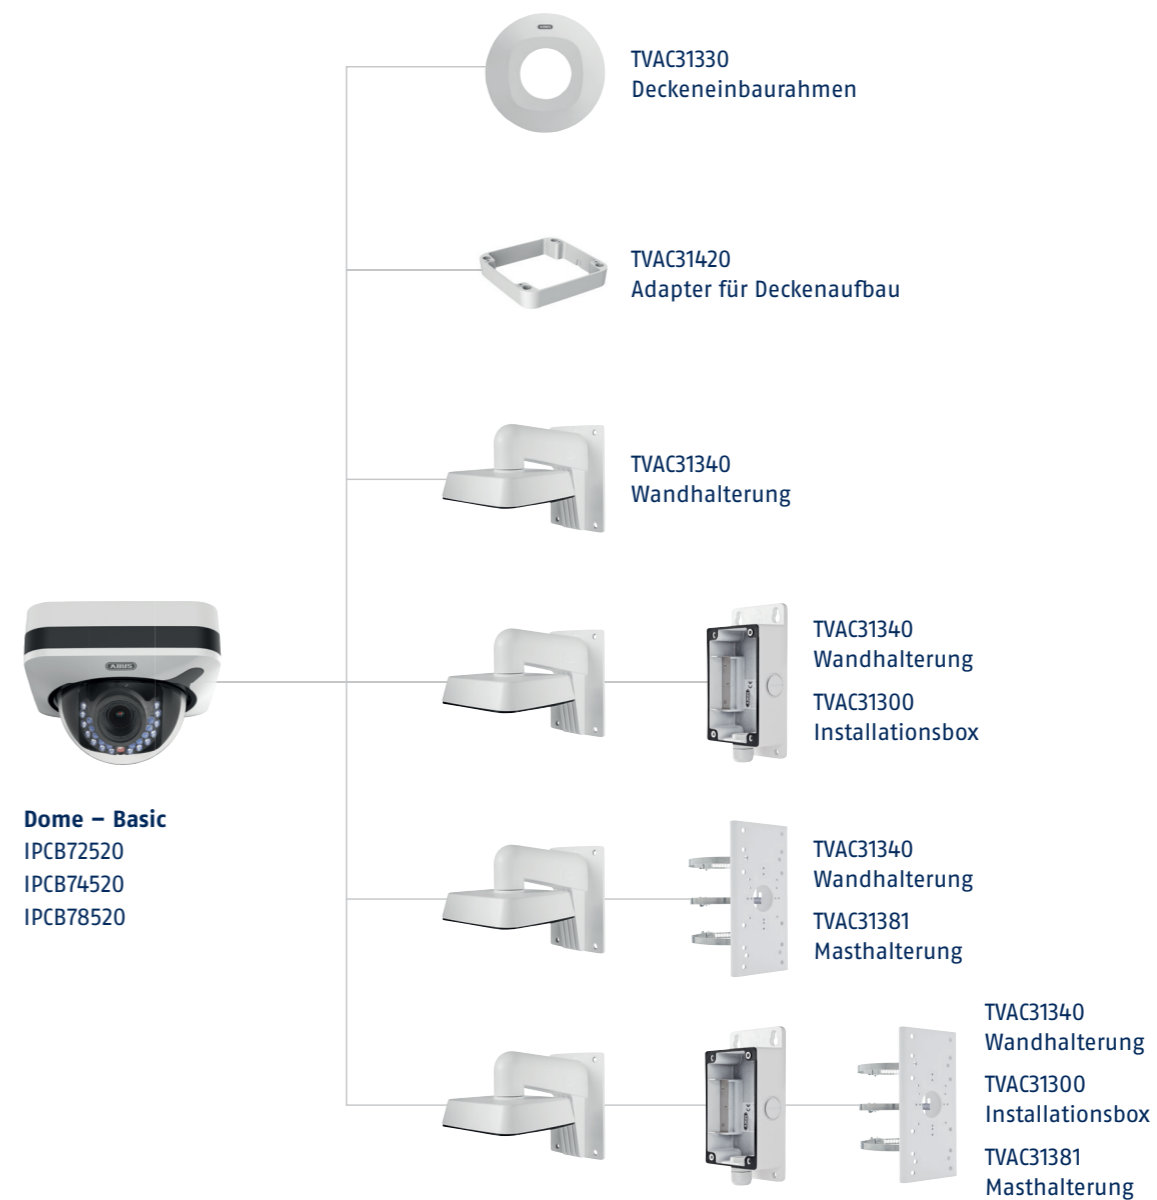 TVAC31330
Deckeneinbaurahmen
TVAC31420
Adapter für Deckenaufbau
TVAC31340
Wandhalterung
TVAC31340
Wandhalterung
TVAC31300
Installationsbox
ABUS
Dome – Basic
IPCB72520
IPCB74520
IPCB78520
TVAC31340
Wandhalterung
TVAC31381
Masthalterung
TVAC31340
Wandhalterung
TVAC31300
Installationsbox
TVAC31381
Masthalterung